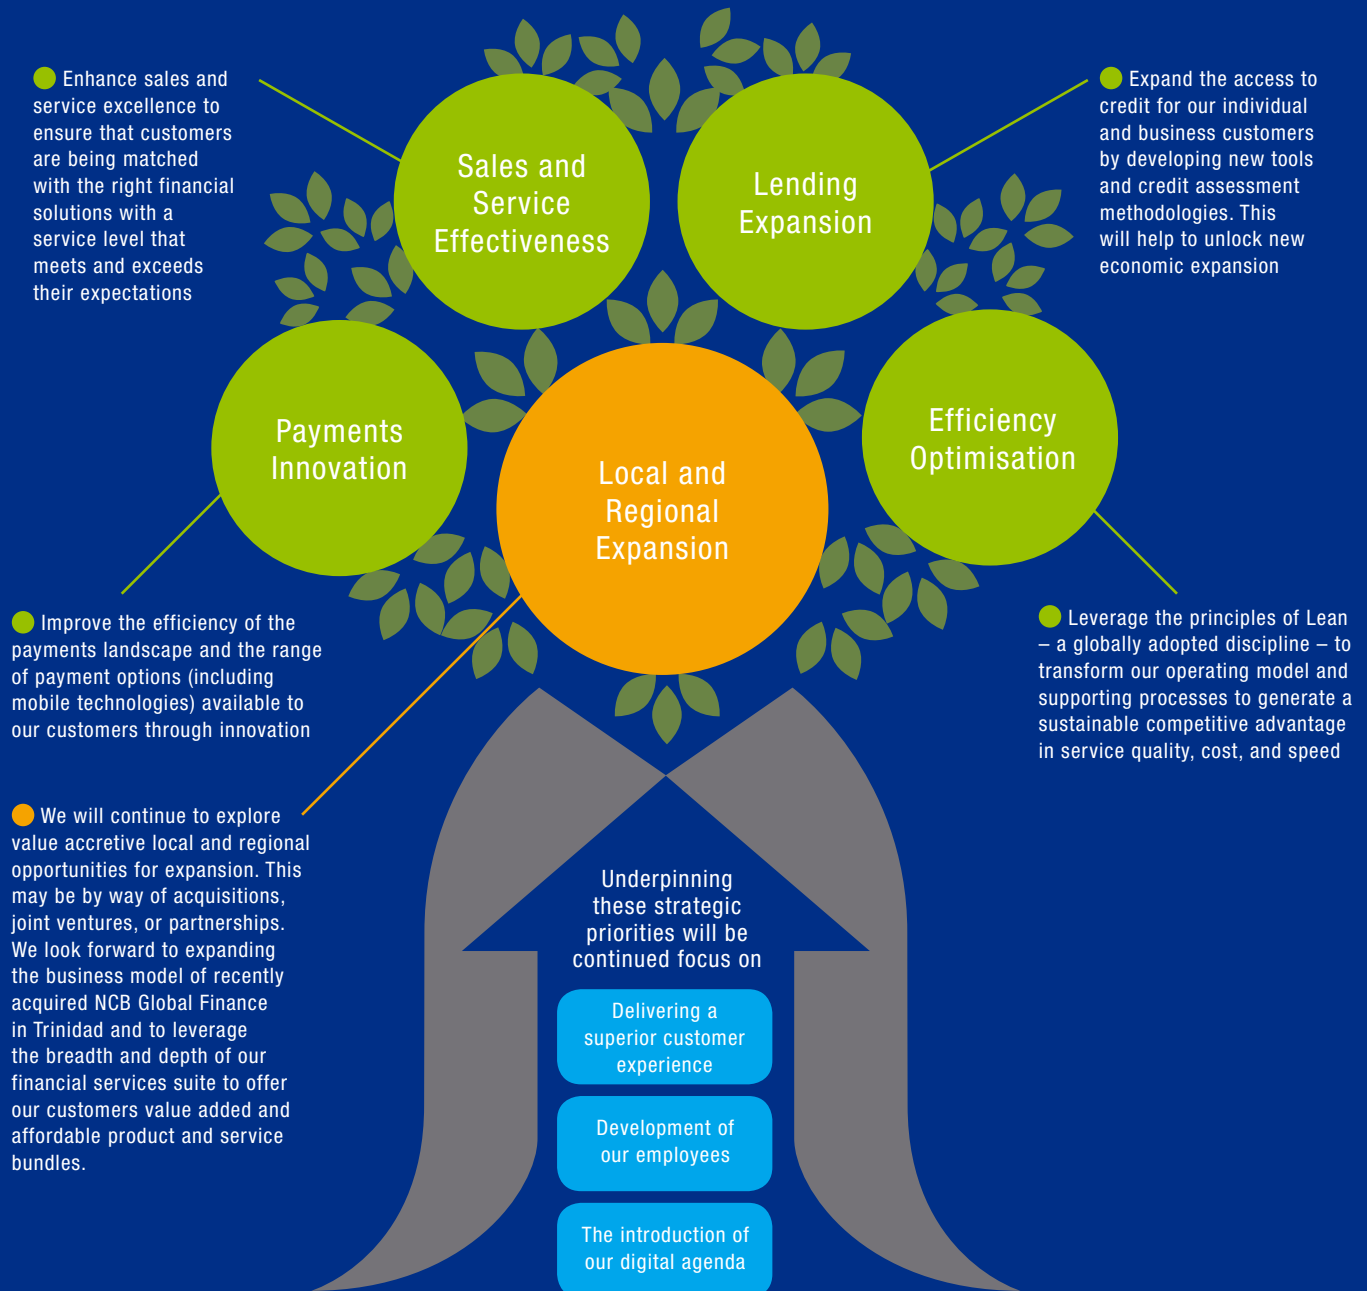 Enhance sales and
service excellence to
ensure that customers
are being matched
with the right financial
solutions with a
service level that
meets and exceeds
their expectations
Sales and
Service
Effectiveness
Lending
Expansion
Expand the access to
credit for our individual
and business customers
by developing new tools
and credit assessment
methodologies. This
will help to unlock new
economic expansion
Payments
Innovation
Local and
Regional
Expansion
Efficiency
Optimisation
Improve the efficiency of the
payments landscape and the range
of payment options (including
mobile technologies) available to
our customers through innovation
Leverage the principles of Lean
– a globally adopted discipline – to
transform our operating model and
supporting processes to generate a
sustainable competitive advantage
in service quality, cost, and speed
We will continue to explore
value accretive local and regional
opportunities for expansion. This
may be by way of acquisitions,
joint ventures, or partnerships.
We look forward to expanding
the business model of recently
acquired NCB Global Finance
in Trinidad and to leverage
the breadth and depth of our
financial services suite to offer
our customers value added and
affordable product and service
bundles.
Underpinning
these strategic
priorities will be
continued focus on
Delivering a
superior customer
experience
Development of
our employees
The introduction of
our digital agenda